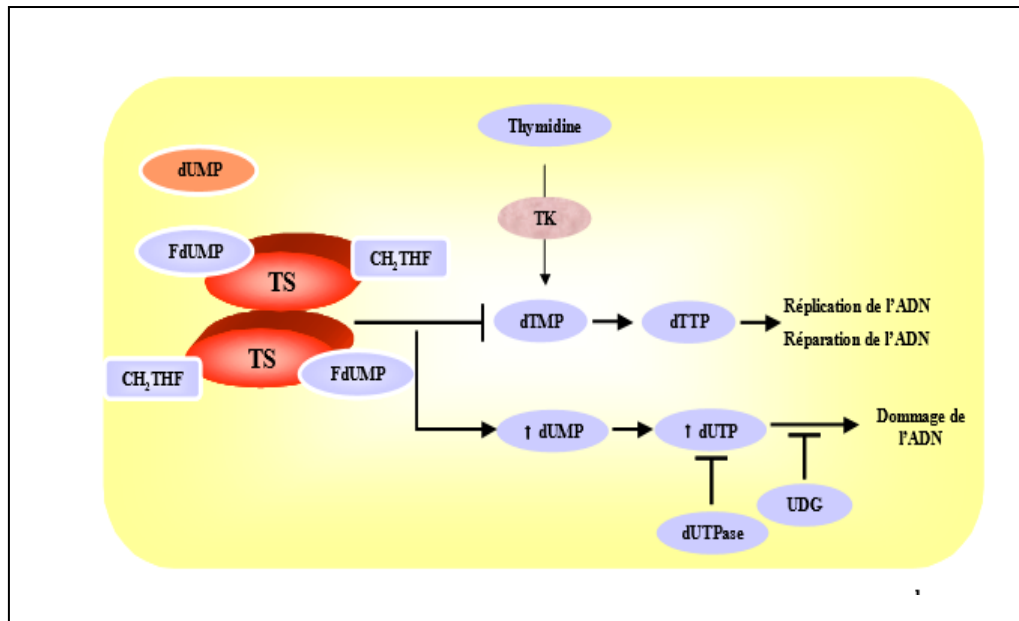 Thymidine
dUMP
TK
FdUMP
CH₂THF
TS
dTMP
dTTP
Réplication de l'ADN
Réparation de l'ADN
TS
CH₂THF
FdUMP
↑ dUMP
↑ dUTP
Dommage de
l'ADN
UDG
dUTPase